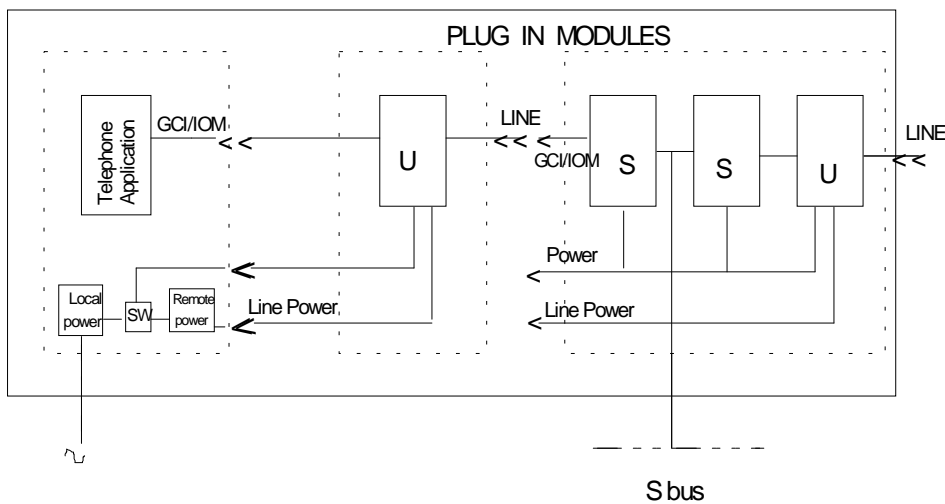 PLUG IN MODULES
Telephone
Application
GCI/IOM
U
LINE
GCI/IOM
S
S
U
LINE
Local
power
SW
Remote
power
Line Power
Power
Line Power
S bus